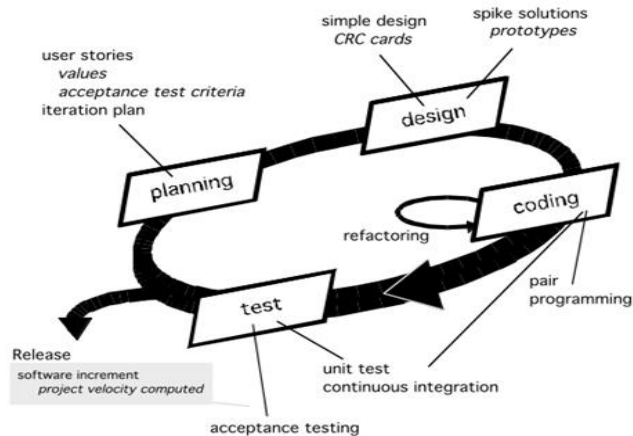 simple design
CRC cards
spike solutions
prototypes
user stories
values
acceptance test criteria
iteration plan
design
planning
coding
refactoring
test
pair
programming
Release
software increment
project velocity computed
unit test
continuous integration
acceptance testing